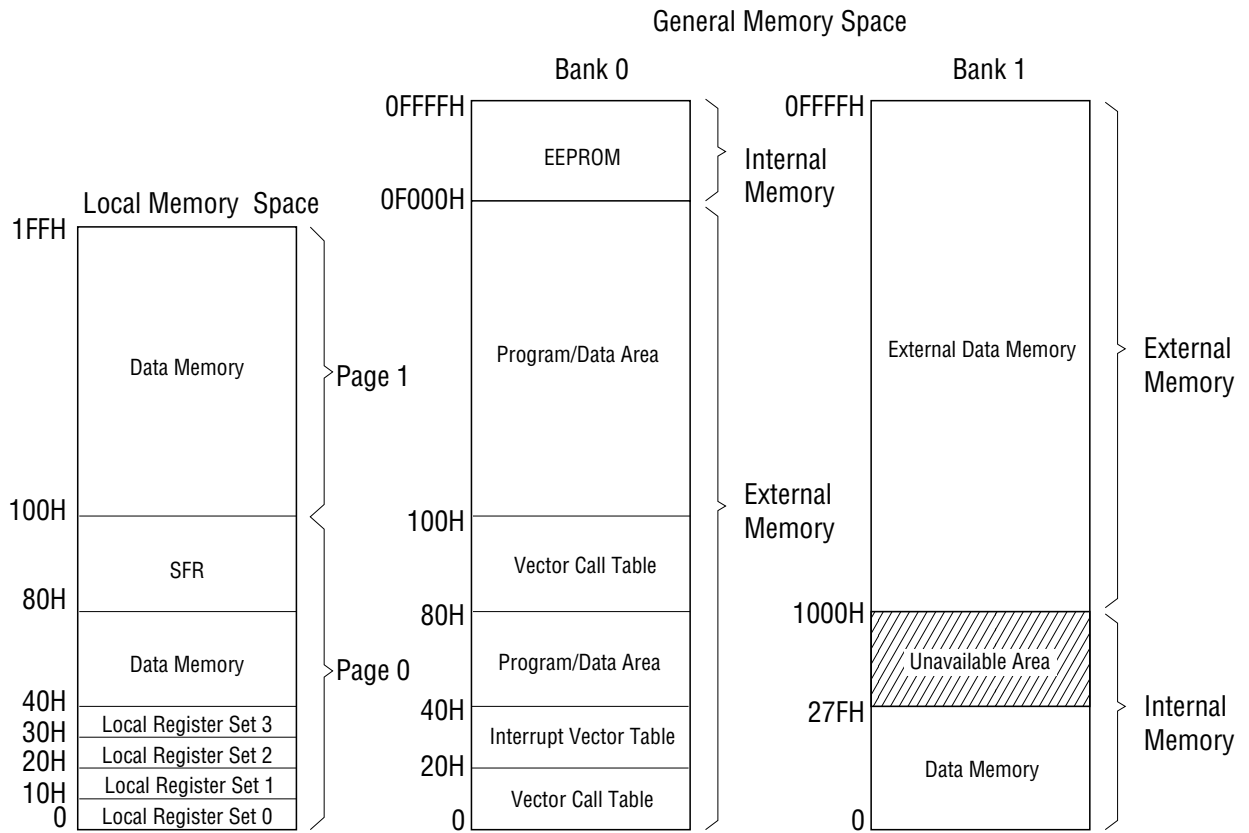 General Memory Space
Local Memory Space
1FFH
Data Memory
Page 1
100H
SFR
80H
Data Memory
Page 0
40H
Local Register Set 3
30H
Local Register Set 2
20H
Local Register Set 1
10H
Local Register Set 0
0
Bank 0
0FFFFH
EEPROM
Internal
Memory
0F000H
Program/Data Area
External
Memory
100H
Vector Call Table
80H
Program/Data Area
40H
Interrupt Vector Table
20H
Vector Call Table
0
Bank 1
0FFFFH
External Data Memory
External
Memory
1000H
Unavailable Area
27FH
Internal
Memory
Data Memory
0